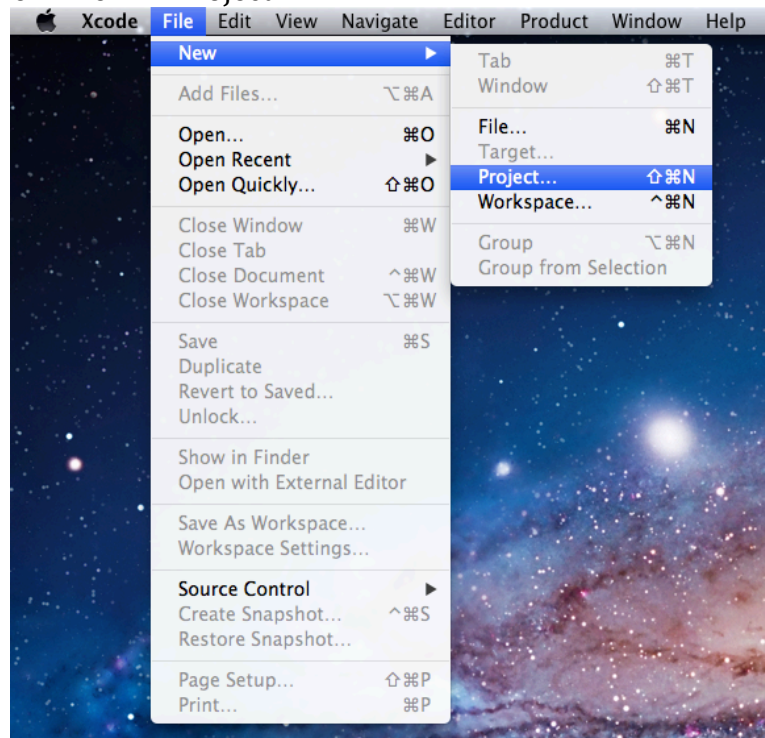 Xcode File Edit View Navigate Editor Product Window Help
New ▶
Add Files... ⌥⌘A
Open... ⌘O
Open Recent ▶
Open Quickly... ⇧⌘O
Close Window ⌘W
Close Tab
Close Document ^⌘W
Close Workspace ⌥⌘W
Save ⌘S
Duplicate
Revert to Saved...
Unlock...
Show in Finder
Open with External Editor
Save As Workspace...
Workspace Settings...
Source Control ▶
Create Snapshot... ^⌘S
Restore Snapshot...
Page Setup... ⇧⌘P
Print... ⌘P
Tab ⌘T
Window ⇧⌘T
File... ⌘N
Target...
Project... ⇧⌘N
Workspace... ^⌘N
Group ⌥⌘N
Group from Selection